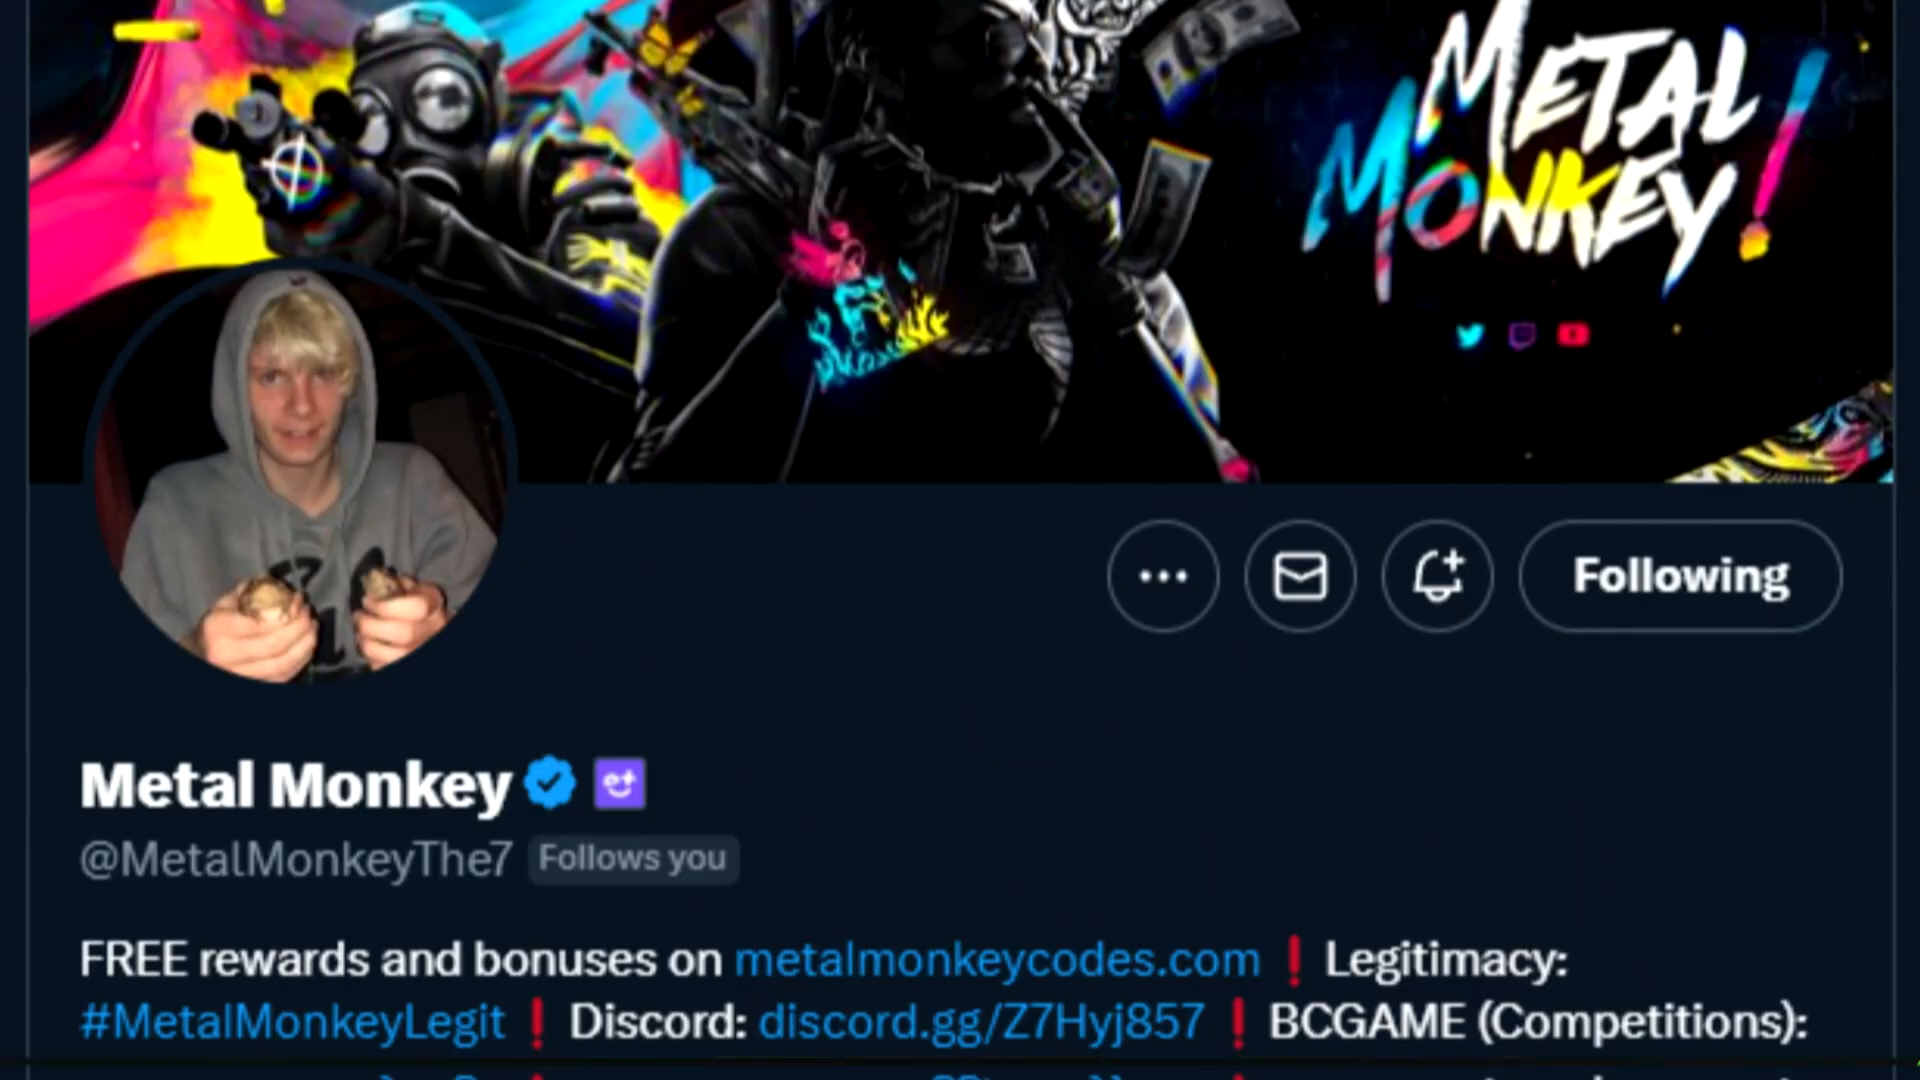 METAL
MONKEY!
Following
Metal Monkey
@MetalMonkeyThe7 Follows you
FREE rewards and bonuses on metalmonkeycodes.com ❗ Legitimacy:
#MetalMonkeyLegit ❗ Discord: discord.gg/Z7Hyj857 ❗ BCGAME (Competitions):